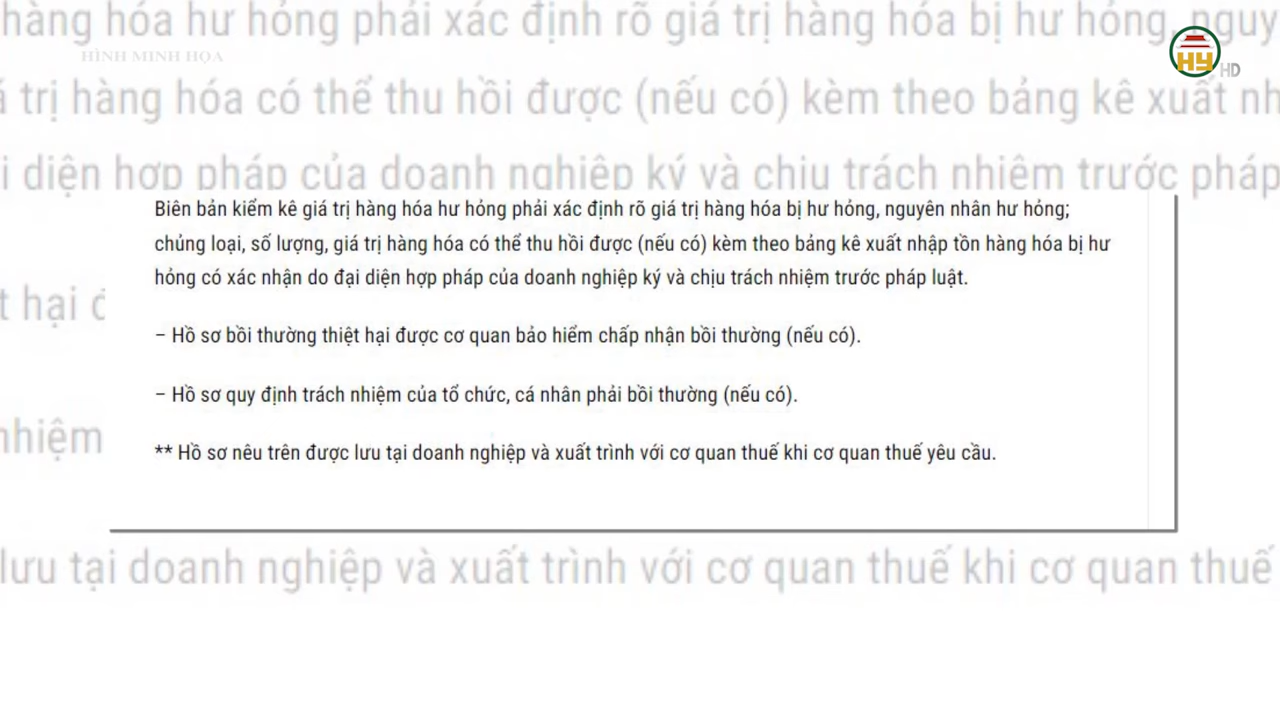 hàng hóa hư hỏng phải xác định rõ giá trị hàng hóa bị hư hỏng, nguy
HÌNH MINH HỌA
HY HD
á trị hàng hóa có thể thu hồi được (nếu có) kèm theo bảng kê xuất nh
i diện hợp pháp của doanh nghiệp ký và chịu trách nhiệm trước pháp
Biên bản kiểm kê giá trị hàng hóa hư hỏng phải xác định rõ giá trị hàng hóa bị hư hỏng, nguyên nhân hư hỏng;
chủng loại, số lượng, giá trị hàng hóa có thể thu hồi được (nếu có) kèm theo bảng kê xuất nhập tồn hàng hóa bị hư
hỏng có xác nhận do đại diện hợp pháp của doanh nghiệp ký và chịu trách nhiệm trước pháp luật.
t hại đ
– Hồ sơ bồi thường thiệt hại được cơ quan bảo hiểm chấp nhận bồi thường (nếu có).
– Hồ sơ quy định trách nhiệm của tổ chức, cá nhân phải bồi thường (nếu có).
nhiệm
** Hồ sơ nêu trên được lưu tại doanh nghiệp và xuất trình với cơ quan thuế khi cơ quan thuế yêu cầu.
lưu tại doanh nghiệp và xuất trình với cơ quan thuế khi cơ quan thuế